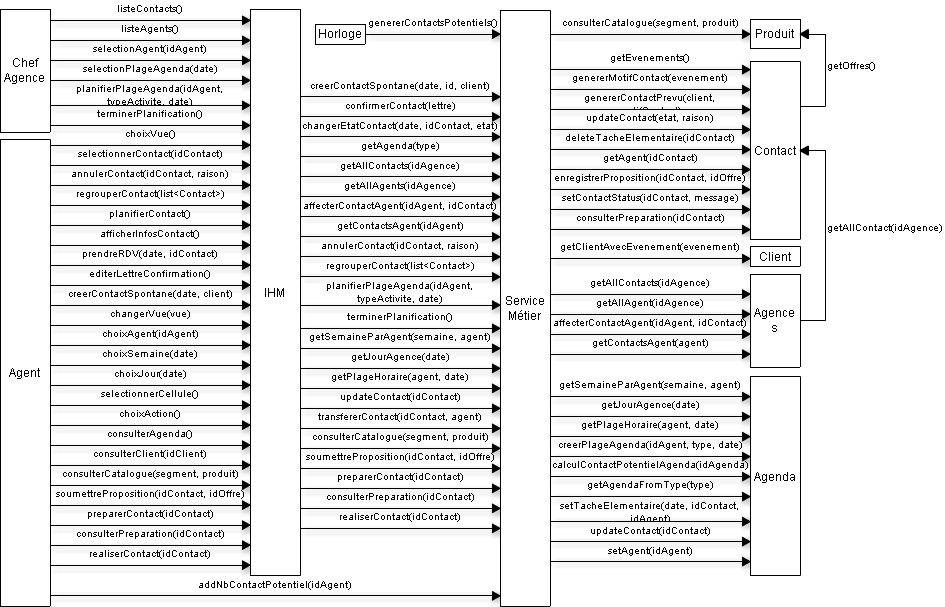 Chef
Agence
listeContacts()
listeAgents()
selectionAgent(idAgent)
selectionPlageAgenda(date)
planifierPlageAgenda(idAgent,
typeActivite, date)
terminerPlanification()
Agent
choixVue()
selectionnerContact(idContact)
annulerContact(idContact, raison)
regrouperContact(list<Contact>)
planifierContact()
afficherInfosContact()
prendreRDV(date, idContact)
editerLettreConfirmation()
creerContactSpontane(date, client)
changerVue(vue)
choixAgent(idAgent)
choixSemaine(date)
choixJour(date)
selectionnerCellule()
choixAction()
consulterAgenda()
consulterClient(idClient)
consulterCatalogue(segment, produit)
soumettreProposition(idContact, idOffre)
preparerContact(idContact)
consulterPreparation(idContact)
realiserContact(idContact)
addNbContactPotentiel(idAgent)
IHM
Horloge
genererContactsPotentiels()
creerContactSpontane(date, id, client)
confirmerContact(lettre)
changerEtatContact(date, idContact, etat)
getAgenda(type)
getAllContacts(idAgence)
getAllAgents(idAgence)
affecterContactAgent(idAgent, idContact)
getContactsAgent(idAgent)
annulerContact(idContact, raison)
regrouperContact(list<Contact>)
planifierPlageAgenda(idAgent,
typeActivite, date)
terminerPlanification()
getSemaineParAgent(semaine, agent)
getJourAgence(date)
getPlageHoraire(agent, date)
updateContact(idContact)
transfererContact(idContact, agent)
consulterCatalogue(segment, produit)
soumettreProposition(idContact, idOffre)
preparerContact(idContact)
consulterPreparation(idContact)
realiserContact(idContact)
Service
Métier
consulterCatalogue(segment, produit)
Produit
getOffres()
getEvenements()
genererMotifContact(evenement)
genererContactPrevu(client,
updateContact(etat, raison)
deleteTacheElementaire(idContact)
getAgent(idContact)
enregistrerProposition(idContact, idOffre)
setContactStatus(idContact, message)
consulterPreparation(idContact)
Contact
getAllContact(idAgence)
getClientAvecEvenement(evenement)
Client
getAllContacts(idAgence)
getAllAgent(idAgence)
affecterContactAgent(idAgent, idContact)
getContactsAgent(agent)
Agence
s
getSemaineParAgent(semaine, agent)
getJourAgence(date)
getPlageHoraire(agent, date)
creerPlageAgenda(idAgent, type, date)
calculContactPotentielAgenda(idAgenda)
getAgendaFromType(type)
setTacheElementaire(date, idContact,
idAgent)
updateContact(idContact)
setAgent(idAgent)
Agenda